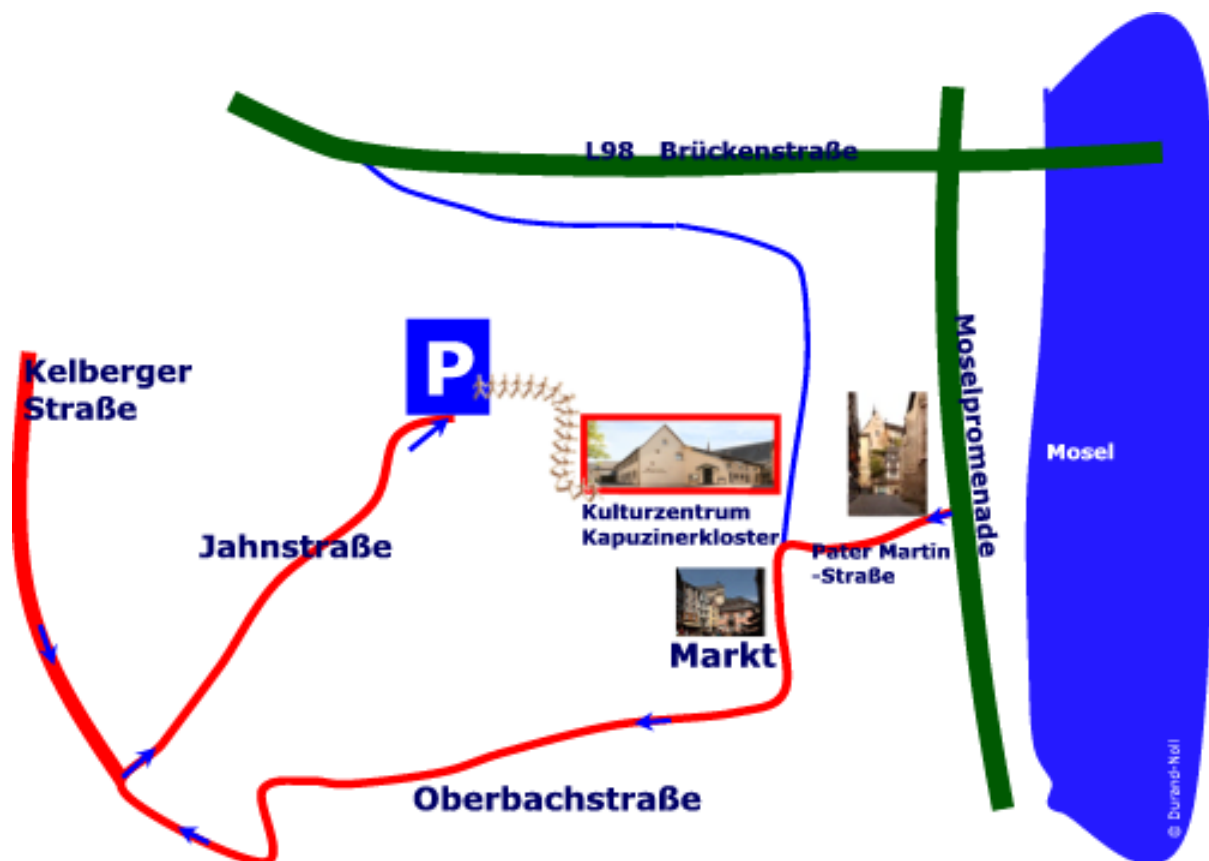 L98 Brückenstraße
Kelberger
Straße
P
Moselpromenade
Mosel
Kulturzentrum
Kapuzinerkloster
Jahnstraße
Pater Martin
-Straße
Markt
Oberbachstraße
© Durand-Noll